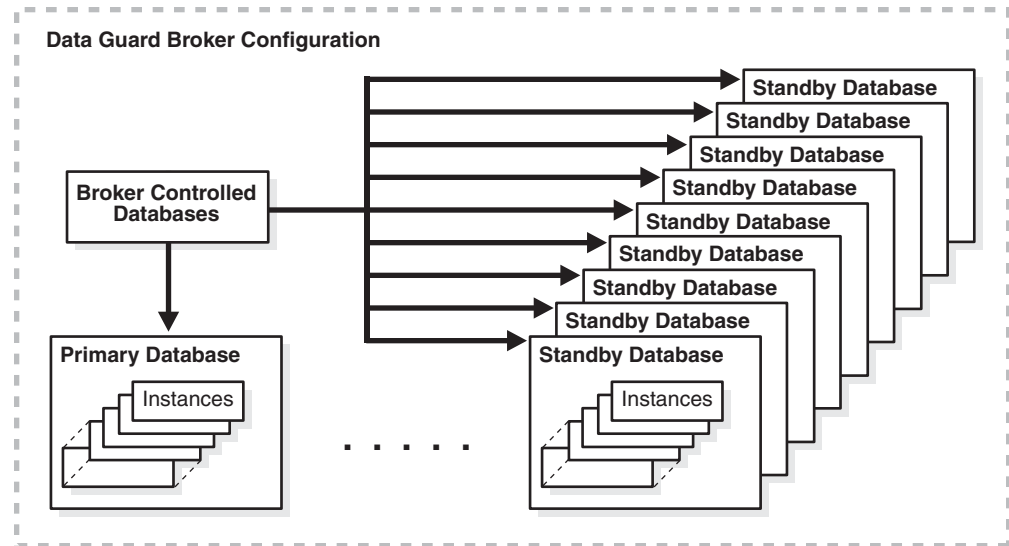 Data Guard Broker Configuration
Standby Database
Standby Database
Standby Database
Standby Database
Standby Database
Standby Database
Standby Database
Standby Database
Standby Database
Broker Controlled
Databases
Primary Database
Instances
. . . . .
Instances